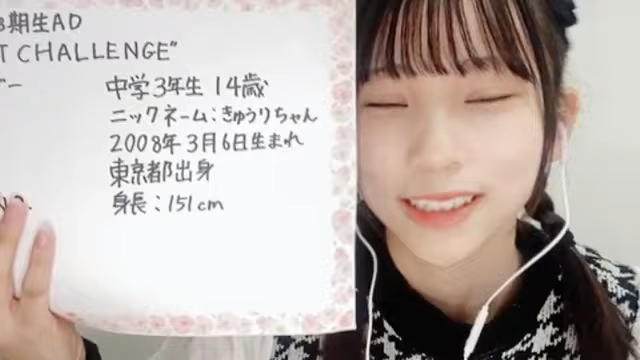 3期生AD
T CHALLENGE"
ー
中学3年生 14歳
ニックネーム:きゅうりちゃん
2008年3月6日生まれ
東京都出身
身長:151cm